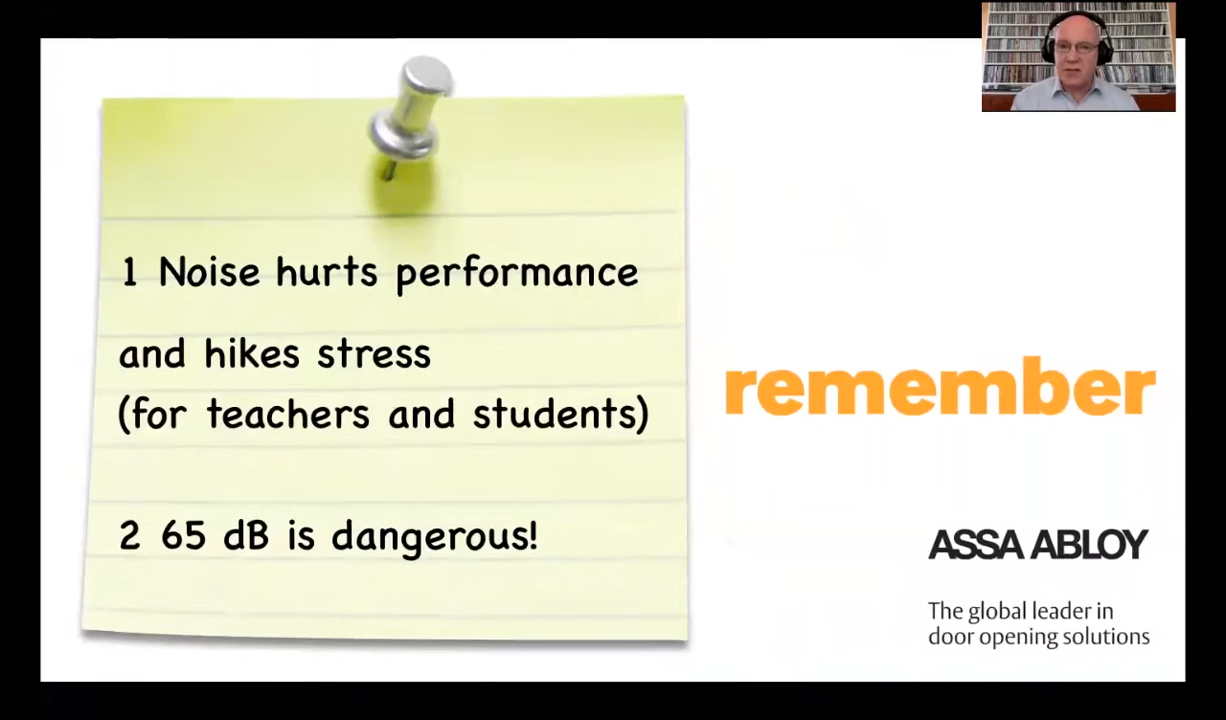 1 Noise hurts performance
and hikes stress
(for teachers and students)
2 65 dB is dangerous!
remember
ASSA ABLOY
The global leader in
door opening solutions